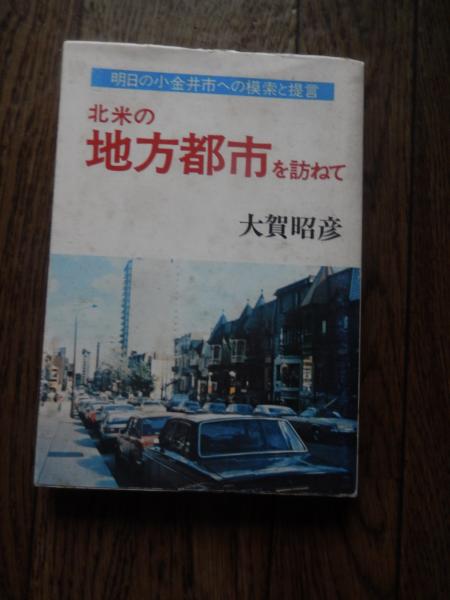 明日の小金井市への模索と提言
北米の
地方都市を訪ねて
大賀昭彦